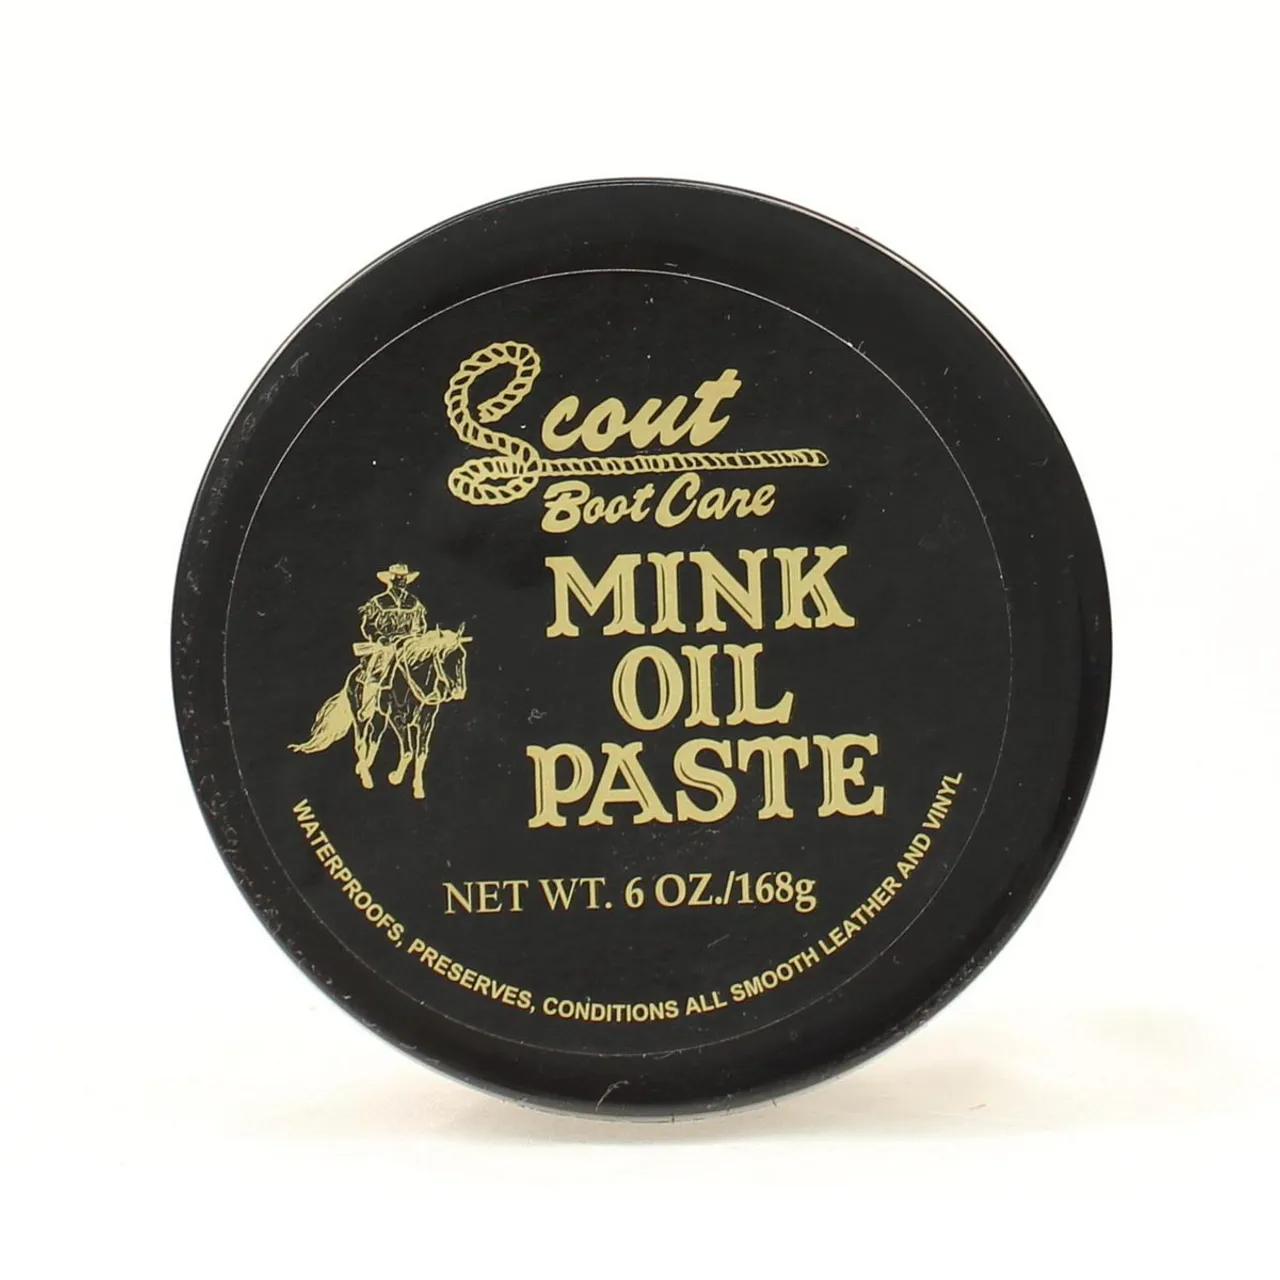 Scout
Boot Care
MINK
OIL
PASTE
NET WT. 6 OZ./168g
WATERPROOFS, PRESERVES, CONDITIONS ALL SMOOTH LEATHER AND VINYL